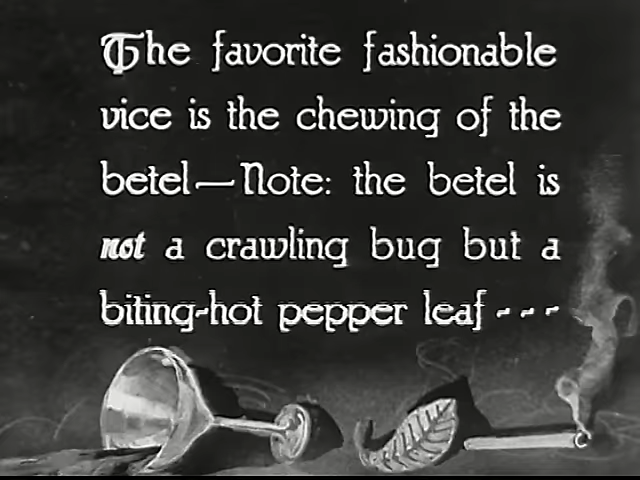 The favorite fashionable
vice is the chewing of the
betel—Note: the betel is
not a crawling bug but a
biting-hot pepper leaf - - -